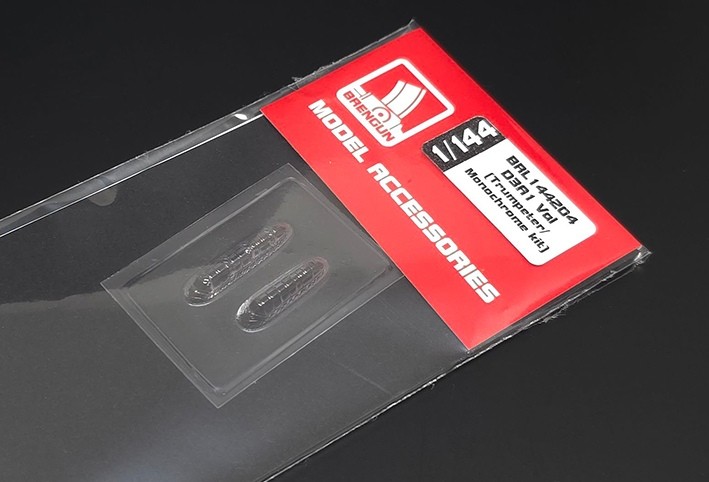 BRENGUN
MODEL ACCESSORIES
1/144
BRL144204
D3A1 Val
(Trumpeter/
Monochrome kit)